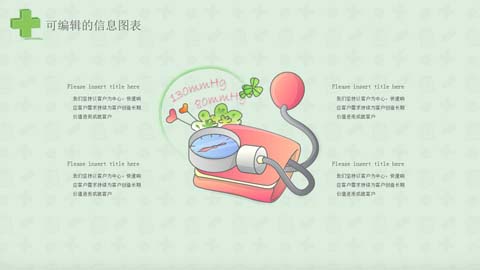 可编辑的信息图表
130mmHg
80mmHg
Please insert title here
我们坚持以客户为中心,快速响
应客户需求持续为客户创造长期
价值进而成就客户
Please insert title here
我们坚持以客户为中心,快速响
应客户需求持续为客户创造长期
价值进而成就客户
Please insert title here
我们坚持以客户为中心,快速响
应客户需求持续为客户创造长期
价值进而成就客户
Please insert title here
我们坚持以客户为中心,快速响
应客户需求持续为客户创造长期
价值进而成就客户